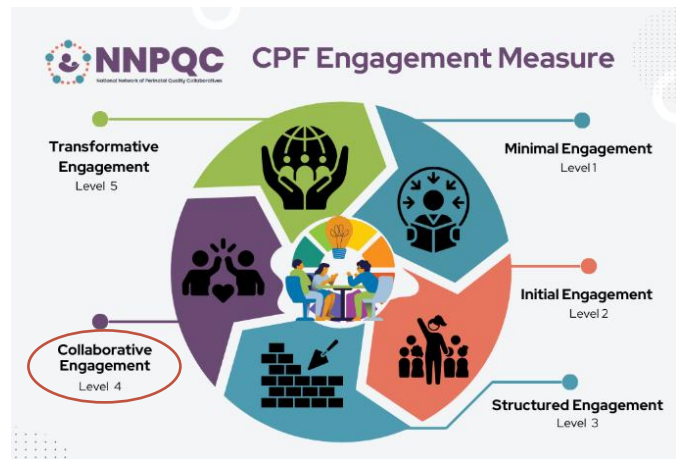 NNPQC
National Network of Perinatal Quality Collaboratives
CPF Engagement Measure
Transformative
Engagement
Level 5
Minimal Engagement
Level 1
Initial Engagement
Level 2
Collaborative
Engagement
Level 4
Structured Engagement
Level 3